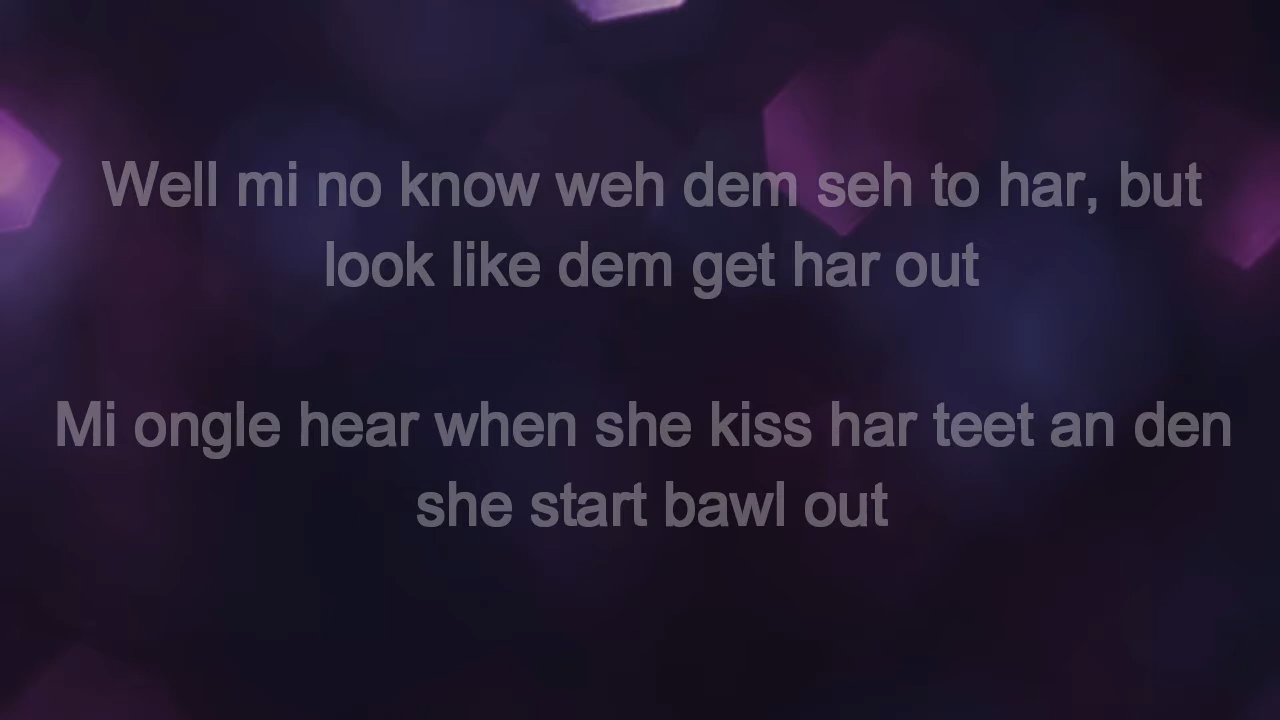 Well mi no know weh dem seh to har, but
look like dem get har out
Mi ongle hear when she kiss har teet an den
she start bawl out